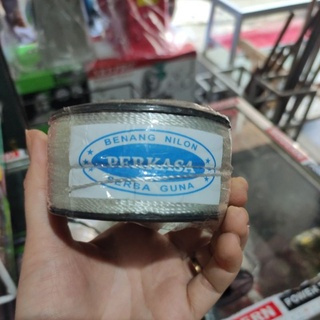 BENANG NILON
PERKASA
SERBA GUNA